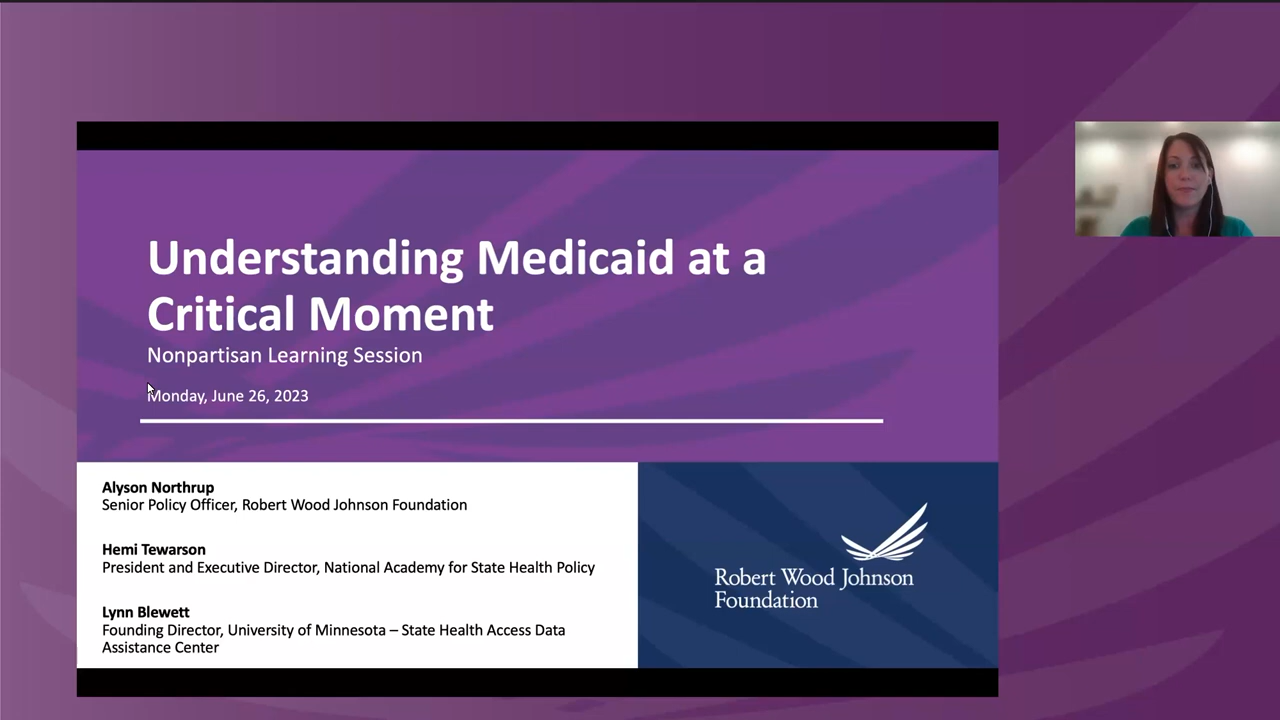 Understanding Medicaid at a
Critical Moment
Nonpartisan Learning Session
Monday, June 26, 2023
Alyson Northrup
Senior Policy Officer, Robert Wood Johnson Foundation
Hemi Tewarson
President and Executive Director, National Academy for State Health Policy
Lynn Blewett
Founding Director, University of Minnesota – State Health Access Data
Assistance Center
Robert Wood Johnson
Foundation